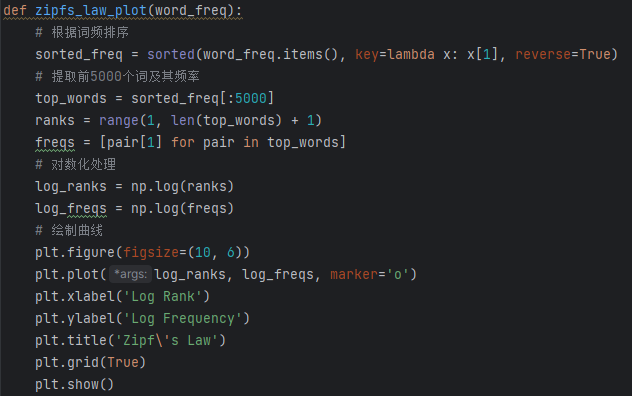 def zipfs_law_plot(word_freq):
    # 根据词频排序
    sorted_freq = sorted(word_freq.items(), key=lambda x: x[1], reverse=True)
    # 提取前5000个词及其频率
    top_words = sorted_freq[:5000]
    ranks = range(1, len(top_words) + 1)
    freqs = [pair[1] for pair in top_words]
    # 对数化处理
    log_ranks = np.log(ranks)
    log_freqs = np.log(freqs)
    # 绘制曲线
    plt.figure(figsize=(10, 6))
    plt.plot( *args: log_ranks, log_freqs, marker='o')
    plt.xlabel('Log Rank')
    plt.ylabel('Log Frequency')
    plt.title('Zipf\'s Law')
    plt.grid(True)
    plt.show()